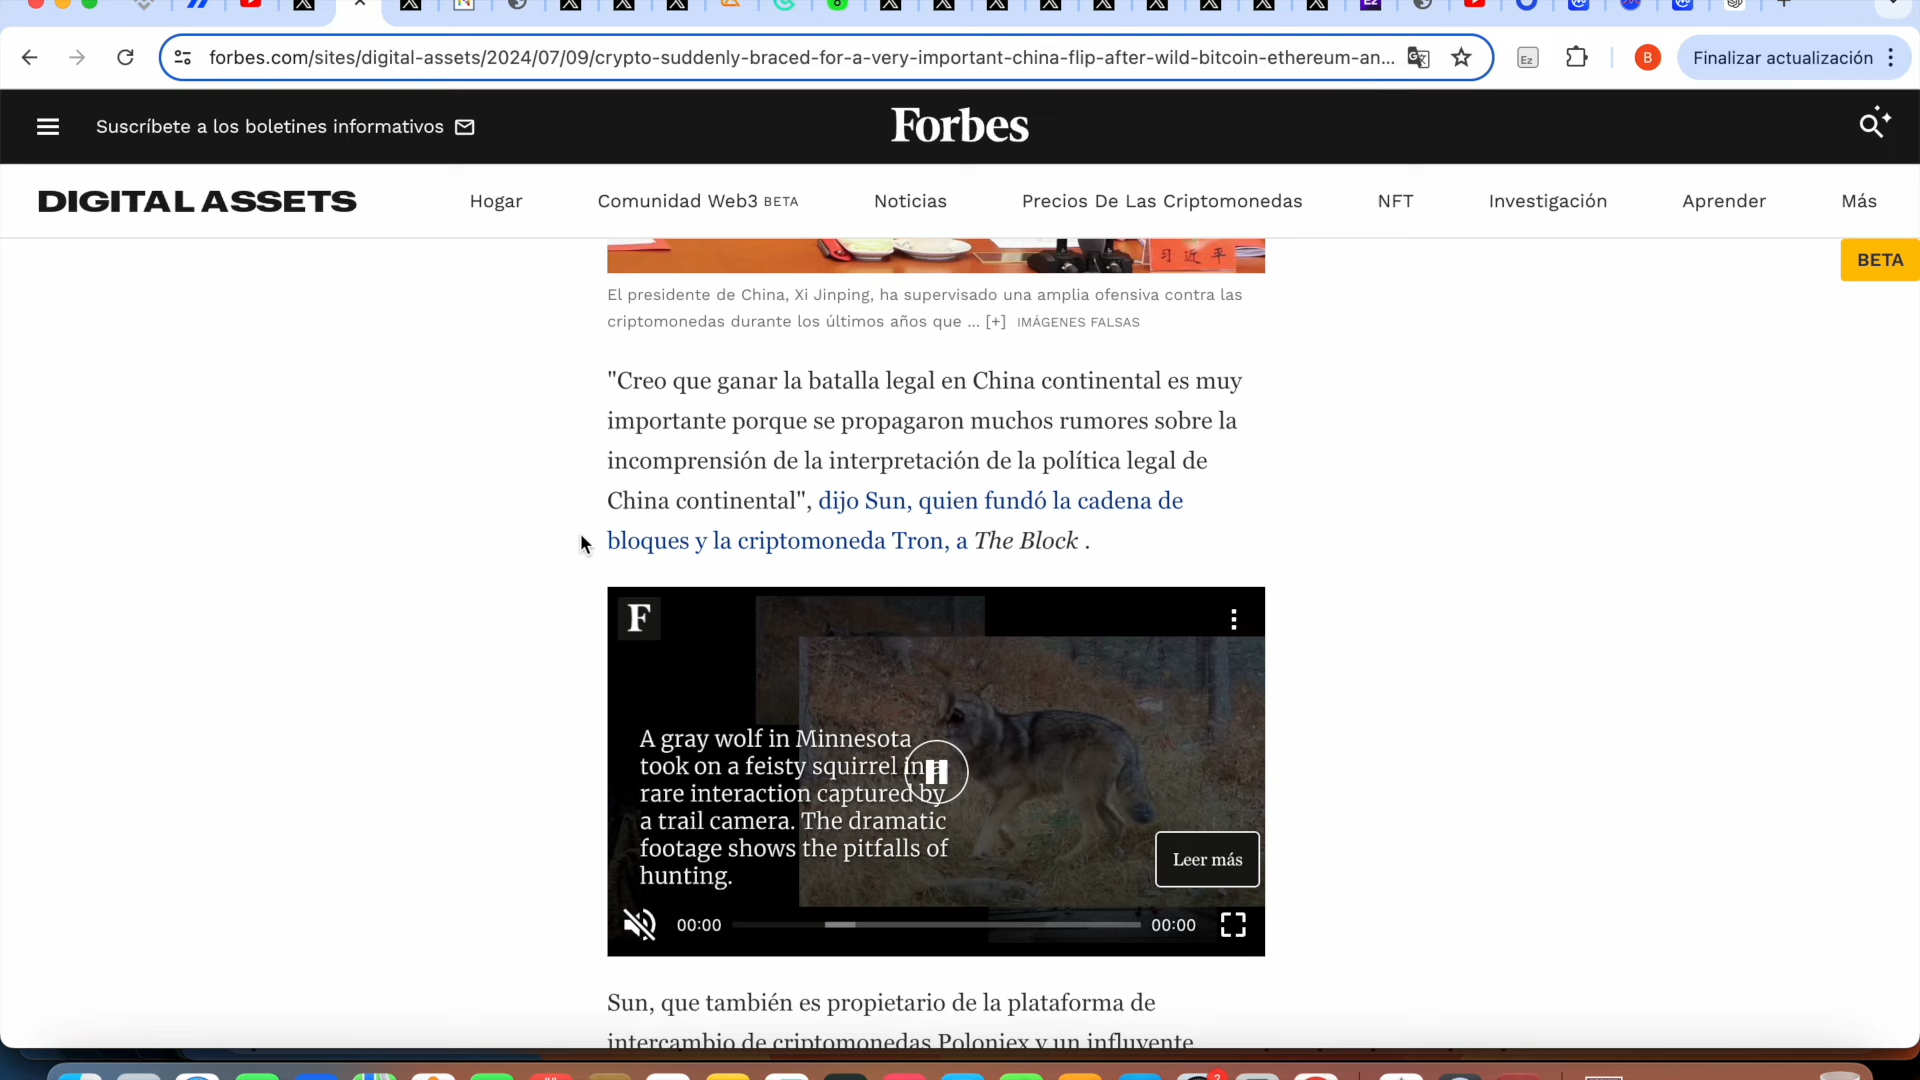 forbes.com/sites/digital-assets/2024/07/09/crypto-suddenly-braced-for-a-very-important-china-flip-after-wild-bitcoin-ethereum-an...
Ez
B
Finalizar actualización
Suscríbete a los boletines informativos
Forbes
DIGITAL ASSETS
Hogar
Comunidad Web3 BETA
Noticias
Precios De Las Criptomonedas
NFT
Investigación
Aprender
Más
BETA
习近平
El presidente de China, Xi Jinping, ha supervisado una amplia ofensiva contra las
criptomonedas durante los últimos años que ... [+] IMÁGENES FALSAS
"Creo que ganar la batalla legal en China continental es muy
importante porque se propagaron muchos rumores sobre la
incomprensión de la interpretación de la política legal de
China continental", dijo Sun, quien fundó la cadena de
bloques y la criptomoneda Tron, a The Block .
F
A gray wolf in Minnesota
took on a feisty squirrel in a
rare interaction captured by
a trail camera. The dramatic
footage shows the pitfalls of
hunting.
Leer más
00:00
00:00
Sun, que también es propietario de la plataforma de
intercambio de criptomonedas Poloniex y un influyente